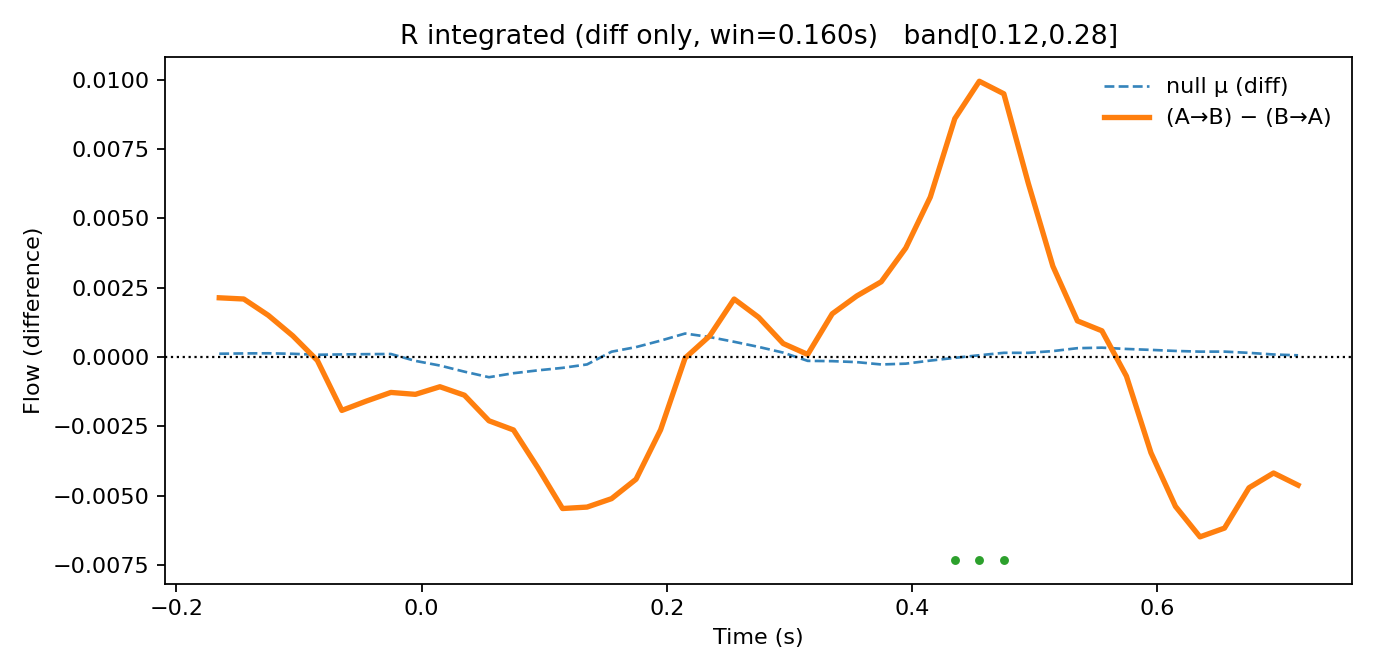 R integrated (diff only, win=0.160s)   band[0.12,0.28]
null μ (diff)
(A→B) − (B→A)
Flow (difference)
0.0100
0.0075
0.0050
0.0025
0.0000
−0.0025
−0.0050
−0.0075
−0.2
0.0
0.2
0.4
0.6
Time (s)